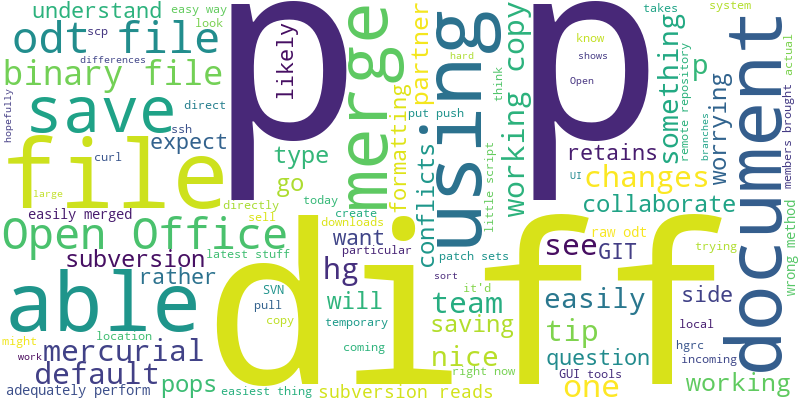 understand
easy way
look
odt file
scp
differences
binary file
save
direct
hopefully
ssh
expect
file
curl
type
go
large
today
easily merged
directly
sell
create
Open Office
downloads
want
subversion
latest stuff
particular
rather
hg
able
SVN
pull
will
copy
temporary
location
might
work
mercurial
coming
default
adequately perform
pops
easiest thing
subversion reads
p p
likely
merge
formatting
partner
put push
conflicts
using
hard
think
little script
working copy
know
shows
Open
takes
system
something
p
remote repository
branches
worrying
document
members brought
actual
wrong method
retains
UI
changes
collaborate
diff
see
GIT
raw odt
trying
patch sets
sort
it'd
team
easily
side
saving
tip
local
nice
question
hgrc
incoming
right now
GUI tools
one
working